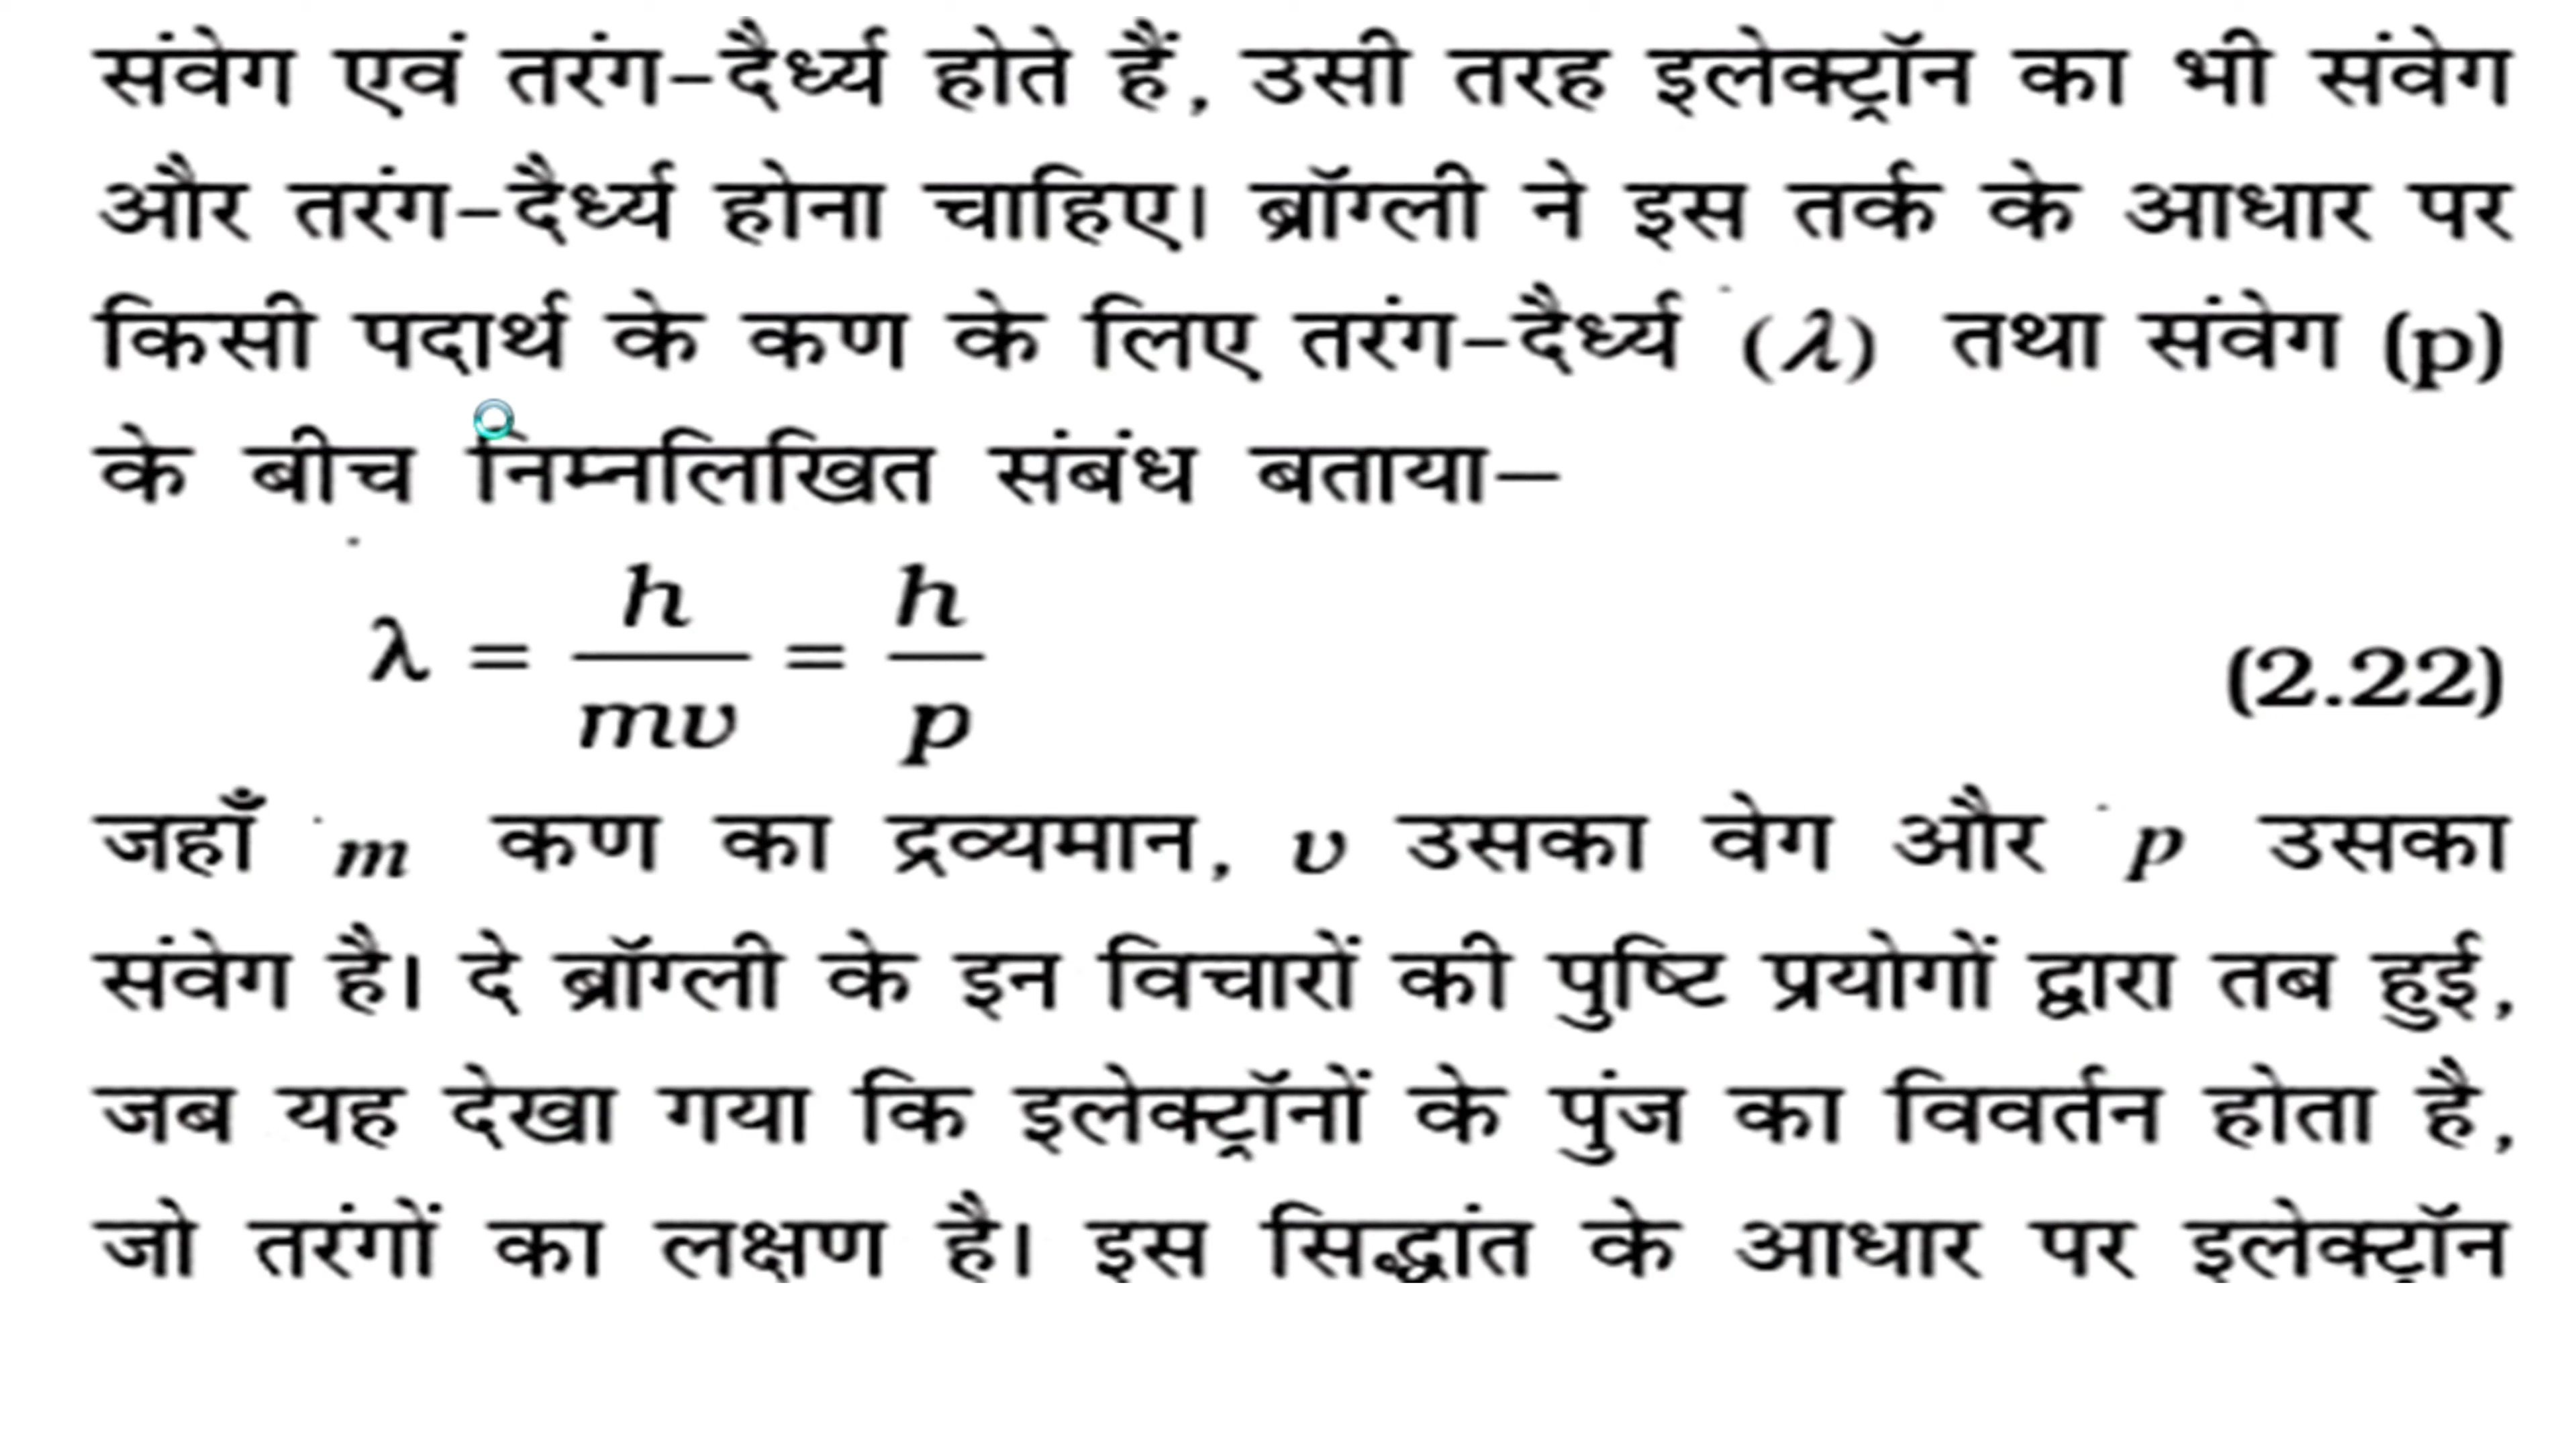 संवेग एवं तरंग-दैर्ध्य होते हैं, उसी तरह इलेक्ट्रॉन का भी संवेग
और तरंग-दैर्ध्य होना चाहिए। ब्रॉग्ली ने इस तर्क के आधार पर
किसी पदार्थ के कण के लिए तरंग-दैर्ध्य (λ) तथा संवेग (p)
के बीच निम्नलिखित संबंध बताया—
λ = h/mυ = h/p (2.22)
जहाँ m कण का द्रव्यमान, υ उसका वेग और p उसका
संवेग है। दे ब्रॉग्ली के इन विचारों की पुष्टि प्रयोगों द्वारा तब हुई,
जब यह देखा गया कि इलेक्ट्रॉनों के पुंज का विवर्तन होता है,
जो तरंगों का लक्षण है। इस सिद्धांत के आधार पर इलेक्ट्रॉन